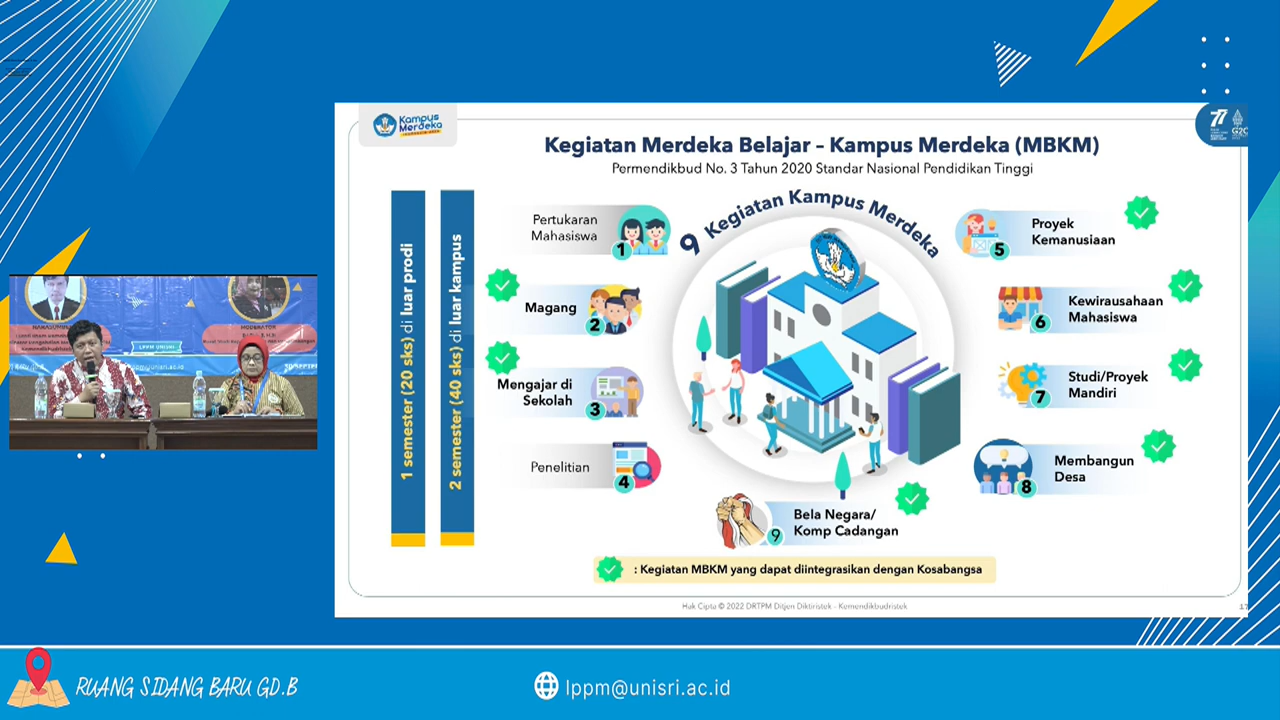 Kampus
Merdeka
INDONESIA JAYA
77
G20
Kegiatan Merdeka Belajar – Kampus Merdeka (MBKM)
Permendikbud No. 3 Tahun 2020 Standar Nasional Pendidikan Tinggi
1 semester (20 sks) di luar prodi
2 semester (40 sks) di luar kampus
9 Kegiatan Kampus Merdeka
Pertukaran
Mahasiswa
1
Magang
2
Mengajar di
Sekolah
3
Penelitian
4
Proyek
Kemanusiaan
5
Kewirausahaan
Mahasiswa
6
Studi/Proyek
Mandiri
7
Membangun
Desa
8
Bela Negara/
Komp Cadangan
9
: Kegiatan MBKM yang dapat diintegrasikan dengan Kosabangsa
Hak Cipta © 2022 DRTPM Ditjen Diktiristek - Kemendikbudristek
17
MODERATOR
LPPM UNISRI
RUANG SIDANG BARU GD.B
lppm@unisri.ac.id